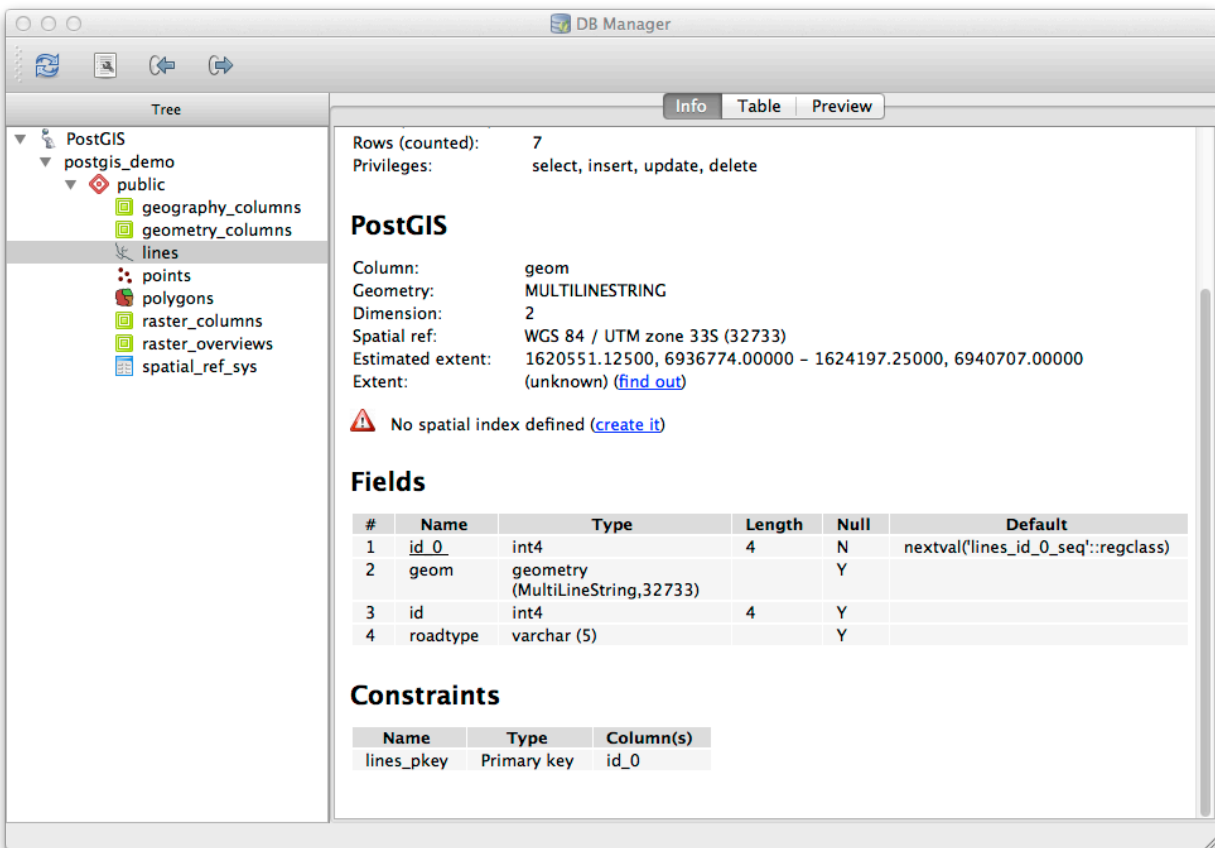 DB Manager
Tree
Info Table Preview
PostGIS
postgis_demo
public
geography_columns
geometry_columns
lines
points
polygons
raster_columns
raster_overviews
spatial_ref_sys
Rows (counted): 7
Privileges: select, insert, update, delete
PostGIS
Column: geom
Geometry: MULTILINESTRING
Dimension: 2
Spatial ref: WGS 84 / UTM zone 33S (32733)
Estimated extent: 1620551.12500, 6936774.00000 - 1624197.25000, 6940707.00000
Extent: (unknown) (find out)
No spatial index defined (create it)
Fields
# Name Type Length Null Default
1 id_0 int4 4 N nextval('lines_id_0_seq'::regclass)
2 geom geometry (MultiLineString,32733) Y
3 id int4 4 Y
4 roadtype varchar (5) Y
Constraints
Name Type Column(s)
lines_pkey Primary key id_0